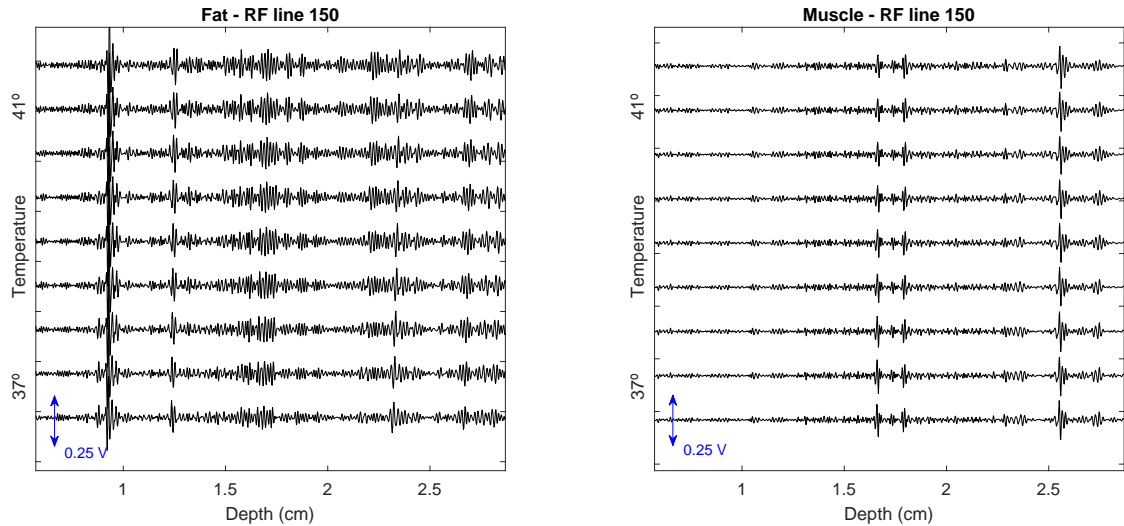 Fat - RF line 150
Temperature
41º
37º
0.25 V
1
1.5
2
2.5
Depth (cm)
Muscle - RF line 150
Temperature
41º
37º
0.25 V
1
1.5
2
2.5
Depth (cm)